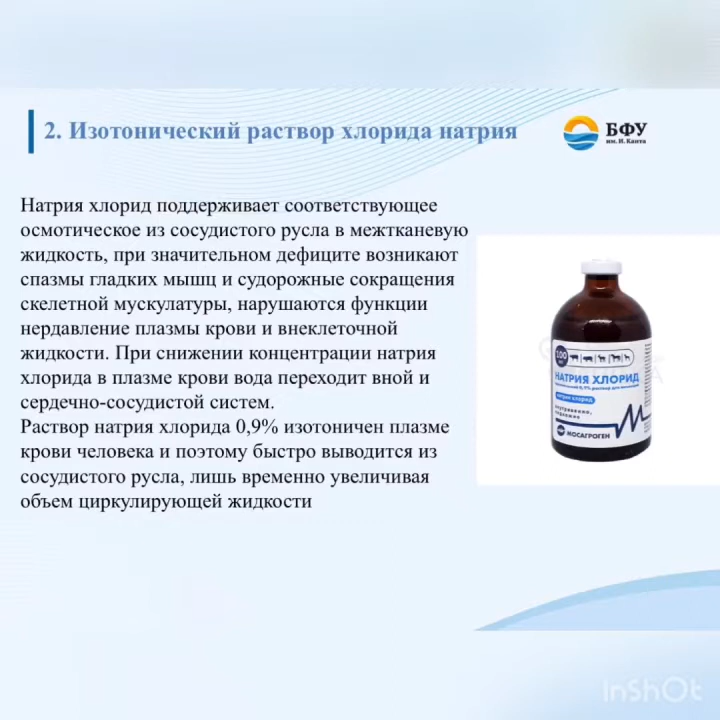 2. Изотонический раствор хлорида натрия
БФУ
им. И. Канта
Натрия хлорид поддерживает соответствующее
осмотическое из сосудистого русла в межтканевую
жидкость, при значительном дефиците возникают
спазмы гладких мышц и судорожные сокращения
скелетной мускулатуры, нарушаются функции
нердавление плазмы крови и внеклеточной
жидкости. При снижении концентрации натрия
хлорида в плазме крови вода переходит вной и
сердечно-сосудистой систем.
Раствор натрия хлорида 0,9% изотоничен плазме
крови человека и поэтому быстро выводится из
сосудистого русла, лишь временно увеличивая
объем циркулирующей жидкости
100
НАТРИЯ ХЛОРИД
натрия хлорид
МОСАГРОГЕН
InShOt